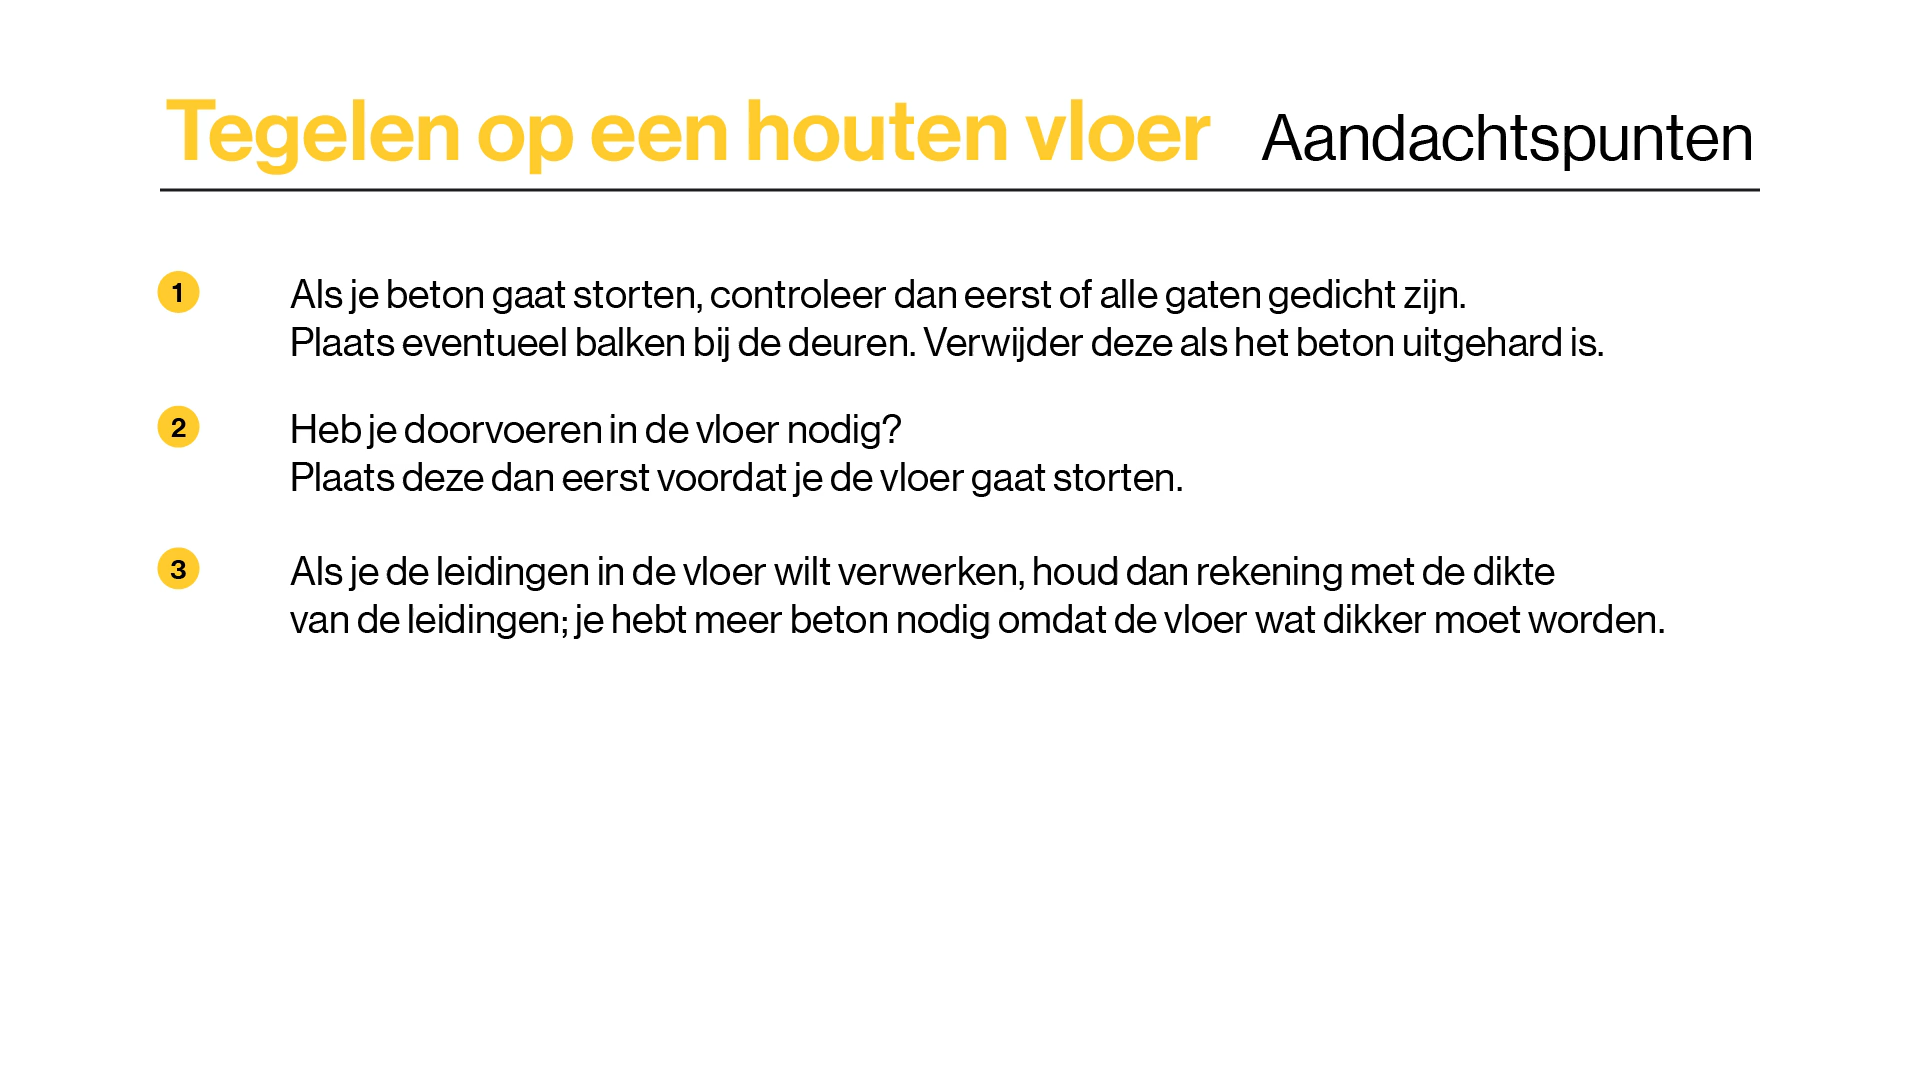 Tegelen op een houten vloer Aandachtspunten
1 Als je beton gaat storten, controleer dan eerst of alle gaten gedicht zijn.
Plaats eventueel balken bij de deuren. Verwijder deze als het beton uitgehard is.
2 Heb je doorvoeren in de vloer nodig?
Plaats deze dan eerst voordat je de vloer gaat storten.
3 Als je de leidingen in de vloer wilt verwerken, houd dan rekening met de dikte
van de leidingen; je hebt meer beton nodig omdat de vloer wat dikker moet worden.